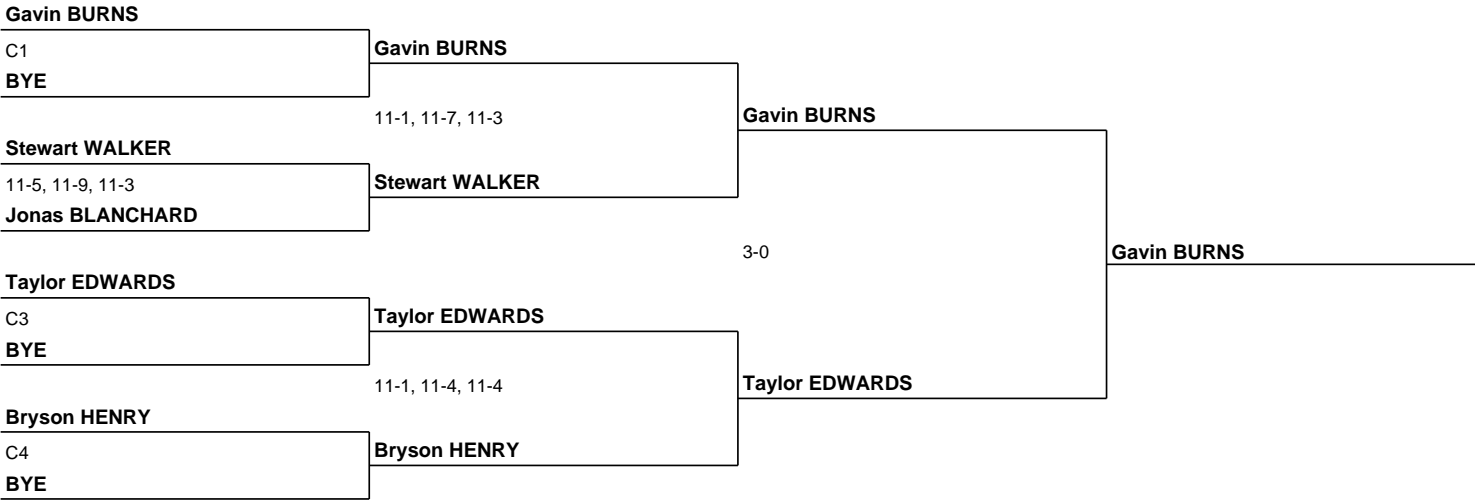 Gavin BURNS
C1
BYE
Gavin BURNS
11-1, 11-7, 11-3
Gavin BURNS
Stewart WALKER
11-5, 11-9, 11-3
Jonas BLANCHARD
Stewart WALKER
3-0
Gavin BURNS
Taylor EDWARDS
C3
BYE
Taylor EDWARDS
11-1, 11-4, 11-4
Taylor EDWARDS
Bryson HENRY
C4
BYE
Bryson HENRY